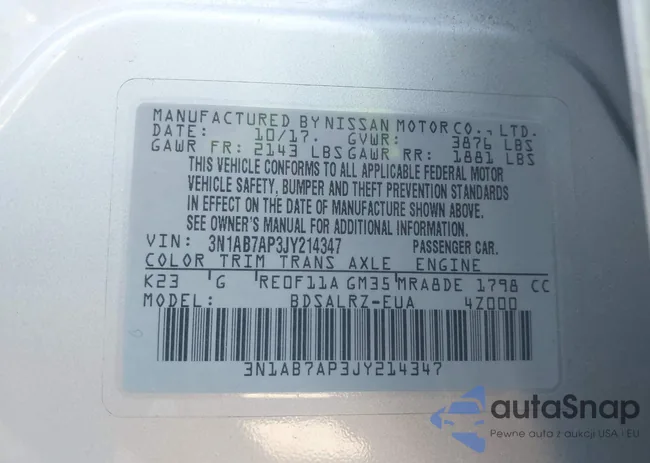 MANUFACTURED BY NISSAN MOTOR CO., LTD.
DATE: 10/17. GVWR: 3876 LBS
GAWR FR: 2143 LBS GAWR RR: 1881 LBS
THIS VEHICLE CONFORMS TO ALL APPLICABLE FEDERAL MOTOR
VEHICLE SAFETY, BUMPER AND THEFT PREVENTION STANDARDS
IN EFFECT ON THE DATE OF MANUFACTURE SHOWN ABOVE.
SEE OWNER'S MANUAL FOR ADDITIONAL INFORMATION.
VIN: 3N1AB7AP3JY214347 PASSENGER CAR.
COLOR TRIM TRANS AXLE ENGINE
K23 G RE0F11A GM35 MRA8DE 1798 CC
MODEL: BDSALRZ-EUA 4Z000
3N1AB7AP3JY214347
autaSnap
Pewne auta z aukcji USA i EU